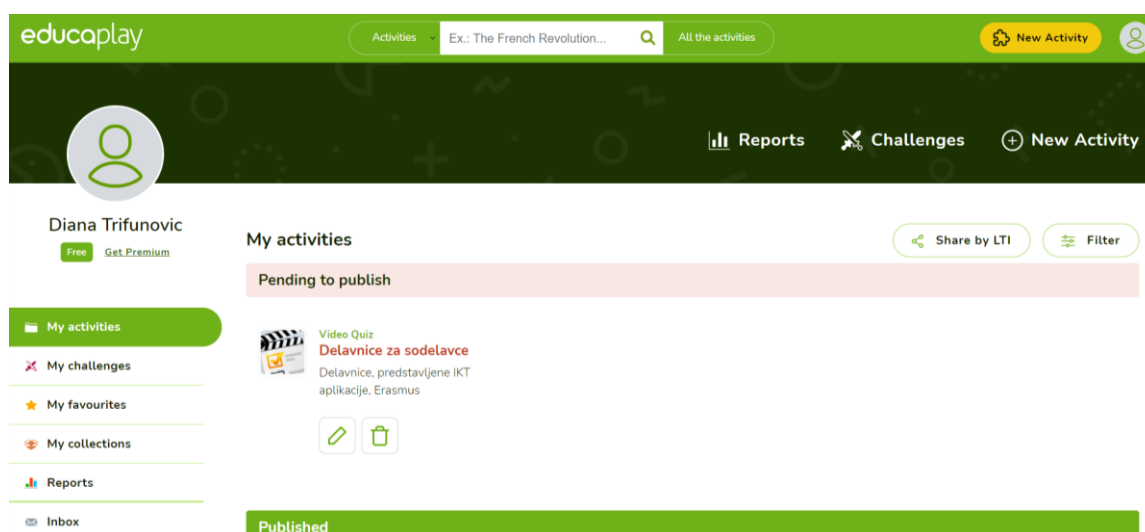 educaplay
Activities
Ex.: The French Revolution...
All the activities
New Activity
Reports
Challenges
New Activity
Diana Trifunovic
Free Get Premium
My activities
Share by LTI
Filter
Pending to publish
My activities
My challenges
My favourites
My collections
Reports
Inbox
Video Quiz
Delavnice za sodelavce
Delavnice, predstavljene IKT
aplikacije, Erasmus
Published